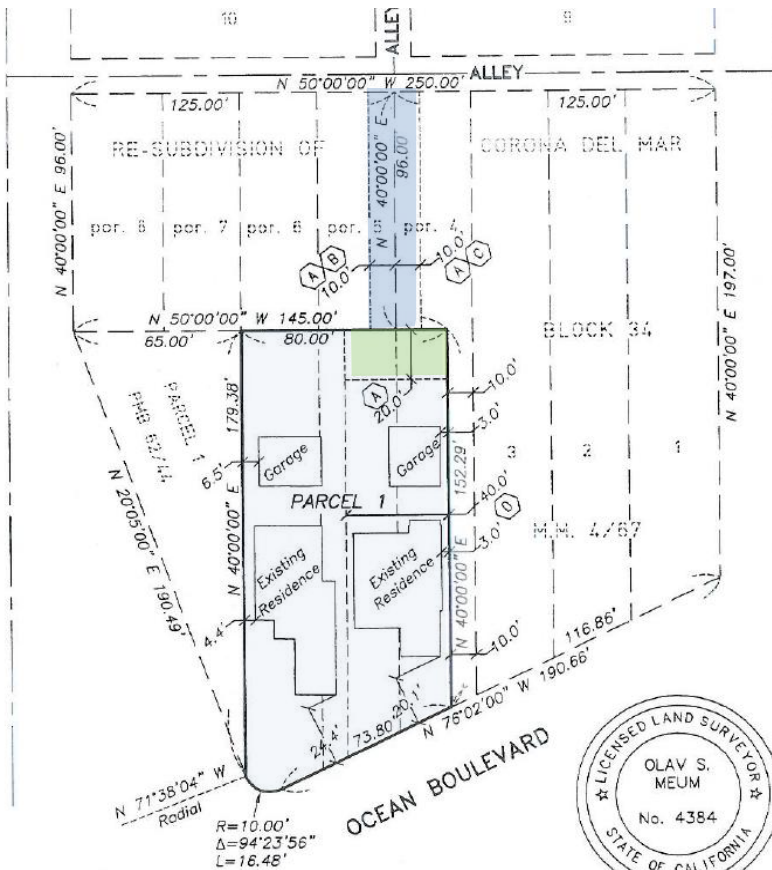 10
ALLEY
9
ALLEY
N 50°00'00" W 250.00'
125.00'
125.00'
RE-SUBDIVISION OF
CORONA DEL MAR
N 40°00'00" E 96.00'
N 40°00'00" E
96.00'
por. 8
por. 7
por. 6
por. 5
por. 4
A
B
10.0'
10.0'
A
C
N 40°00'00" E 197.00'
N 50°00'00" W 145.00'
65.00'
80.00'
BLOCK 34
PARCEL 1
PMB 62/44
179.38'
A
20.0'
10.0'
3.0'
Garage
Garage
6.5'
152.29'
3
2
1
PARCEL 1
40.0'
D
N 20°05'00" E 190.49'
N 40°00'00" E
Existing
Residence
Existing
Residence
3.0'
M.M. 4/67
N 40°00'00" E
4.4'
10.0'
116.86'
N 76°02'00" W 190.66'
24.4'
73.80
20.1'
N 71°38'04" W
Radial
OCEAN BOULEVARD
R=10.00'
Δ=94°23'56"
L=16.48'
LICENSED LAND SURVEYOR
OLAV S.
MEUM
No. 4384
STATE OF CALIFORNIA